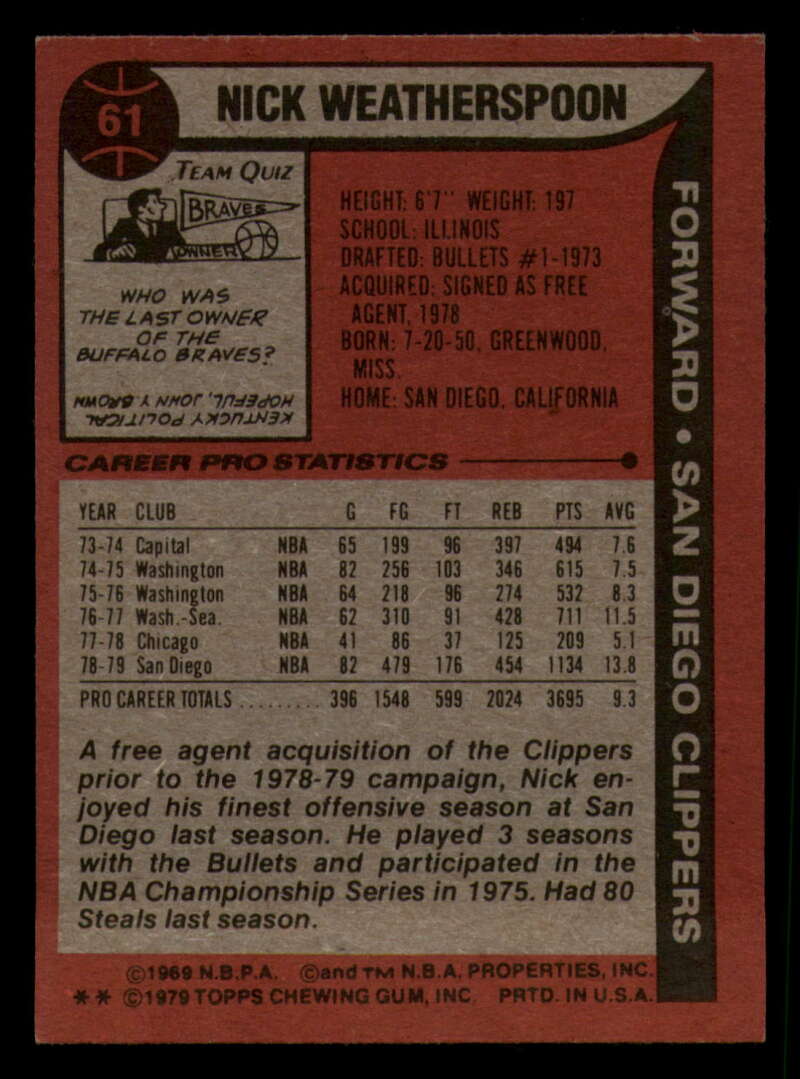 61
NICK WEATHERSPOON
TEAM QUIZ
BRAVES
OWNER
WHO WAS
THE LAST OWNER
OF THE
BUFFALO BRAVES?
KENTUCKY POLITICAL
HOPEFUL, JOHN Y. BROWN
HEIGHT: 6'7" WEIGHT: 197
SCHOOL: ILLINOIS
DRAFTED: BULLETS #1-1973
ACQUIRED: SIGNED AS FREE
AGENT, 1978
BORN: 7-20-50, GREENWOOD,
MISS.
HOME: SAN DIEGO, CALIFORNIA
FORWARD • SAN DIEGO CLIPPERS
CAREER PRO STATISTICS
YEAR CLUB G FG FT REB PTS AVG
73-74 Capital NBA 65 199 96 397 494 7.6
74-75 Washington NBA 82 256 103 346 615 7.5
75-76 Washington NBA 64 218 96 274 532 8.3
76-77 Wash.-Sea. NBA 62 310 91 428 711 11.5
77-78 Chicago NBA 41 86 37 125 209 5.1
78-79 San Diego NBA 82 479 176 454 1134 13.8
PRO CAREER TOTALS ......... 396 1548 599 2024 3695 9.3
A free agent acquisition of the Clippers
prior to the 1978-79 campaign, Nick en-
joyed his finest offensive season at San
Diego last season. He played 3 seasons
with the Bullets and participated in the
NBA Championship Series in 1975. Had 80
Steals last season.
©1969 N.B.P.A. ©and TM N.B.A. PROPERTIES, INC.
** ©1979 TOPPS CHEWING GUM, INC. PRTD. IN U.S.A.